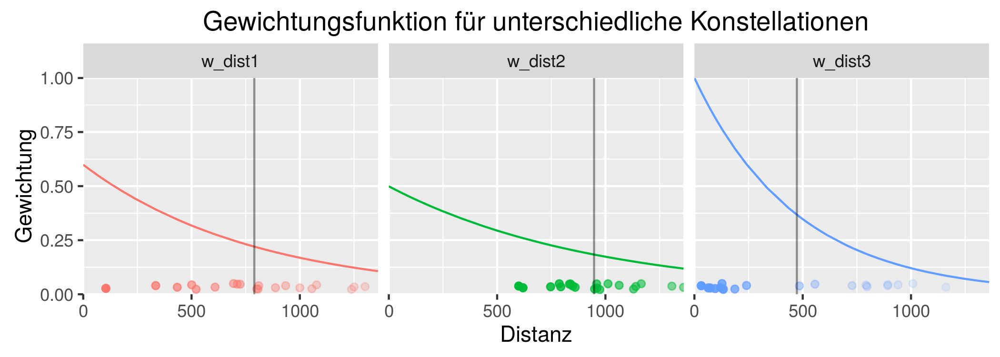 Gewichtungsfunktion für unterschiedliche Konstellationen
w_dist1
w_dist2
w_dist3
Gewichtung
1.00
0.75
0.50
0.25
0.00
0 500 1000
0 500 1000
0 500 1000
Distanz